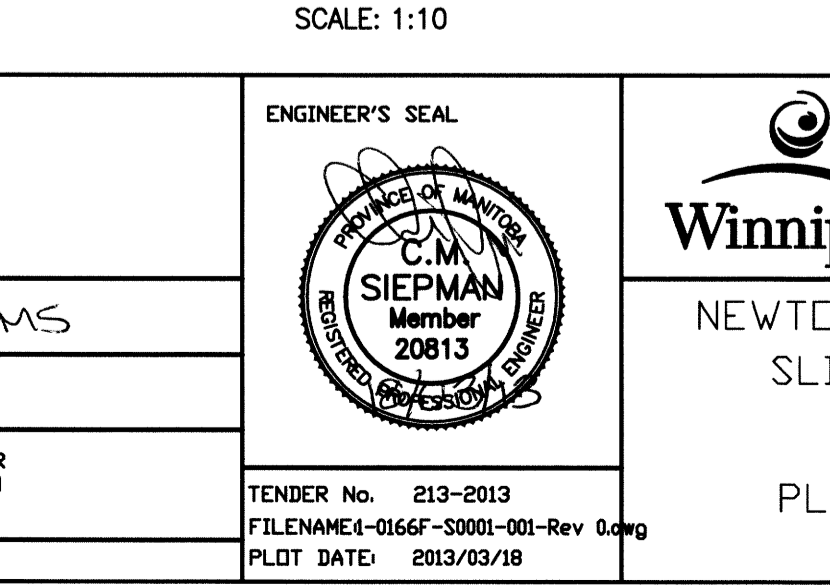 SCALE: 1:10
ENGINEER'S SEAL
PROVINCE OF MANITOBA
C.M.
SIEPMAN
Member
20813
REGISTERED PROFESSIONAL ENGINEER
TENDER No. 213-2013
FILENAME:1-0166F-S0001-001-Rev 0.dwg
PLOT DATE: 2013/03/18
MS
Winnip
NEWTO
SLI
PL